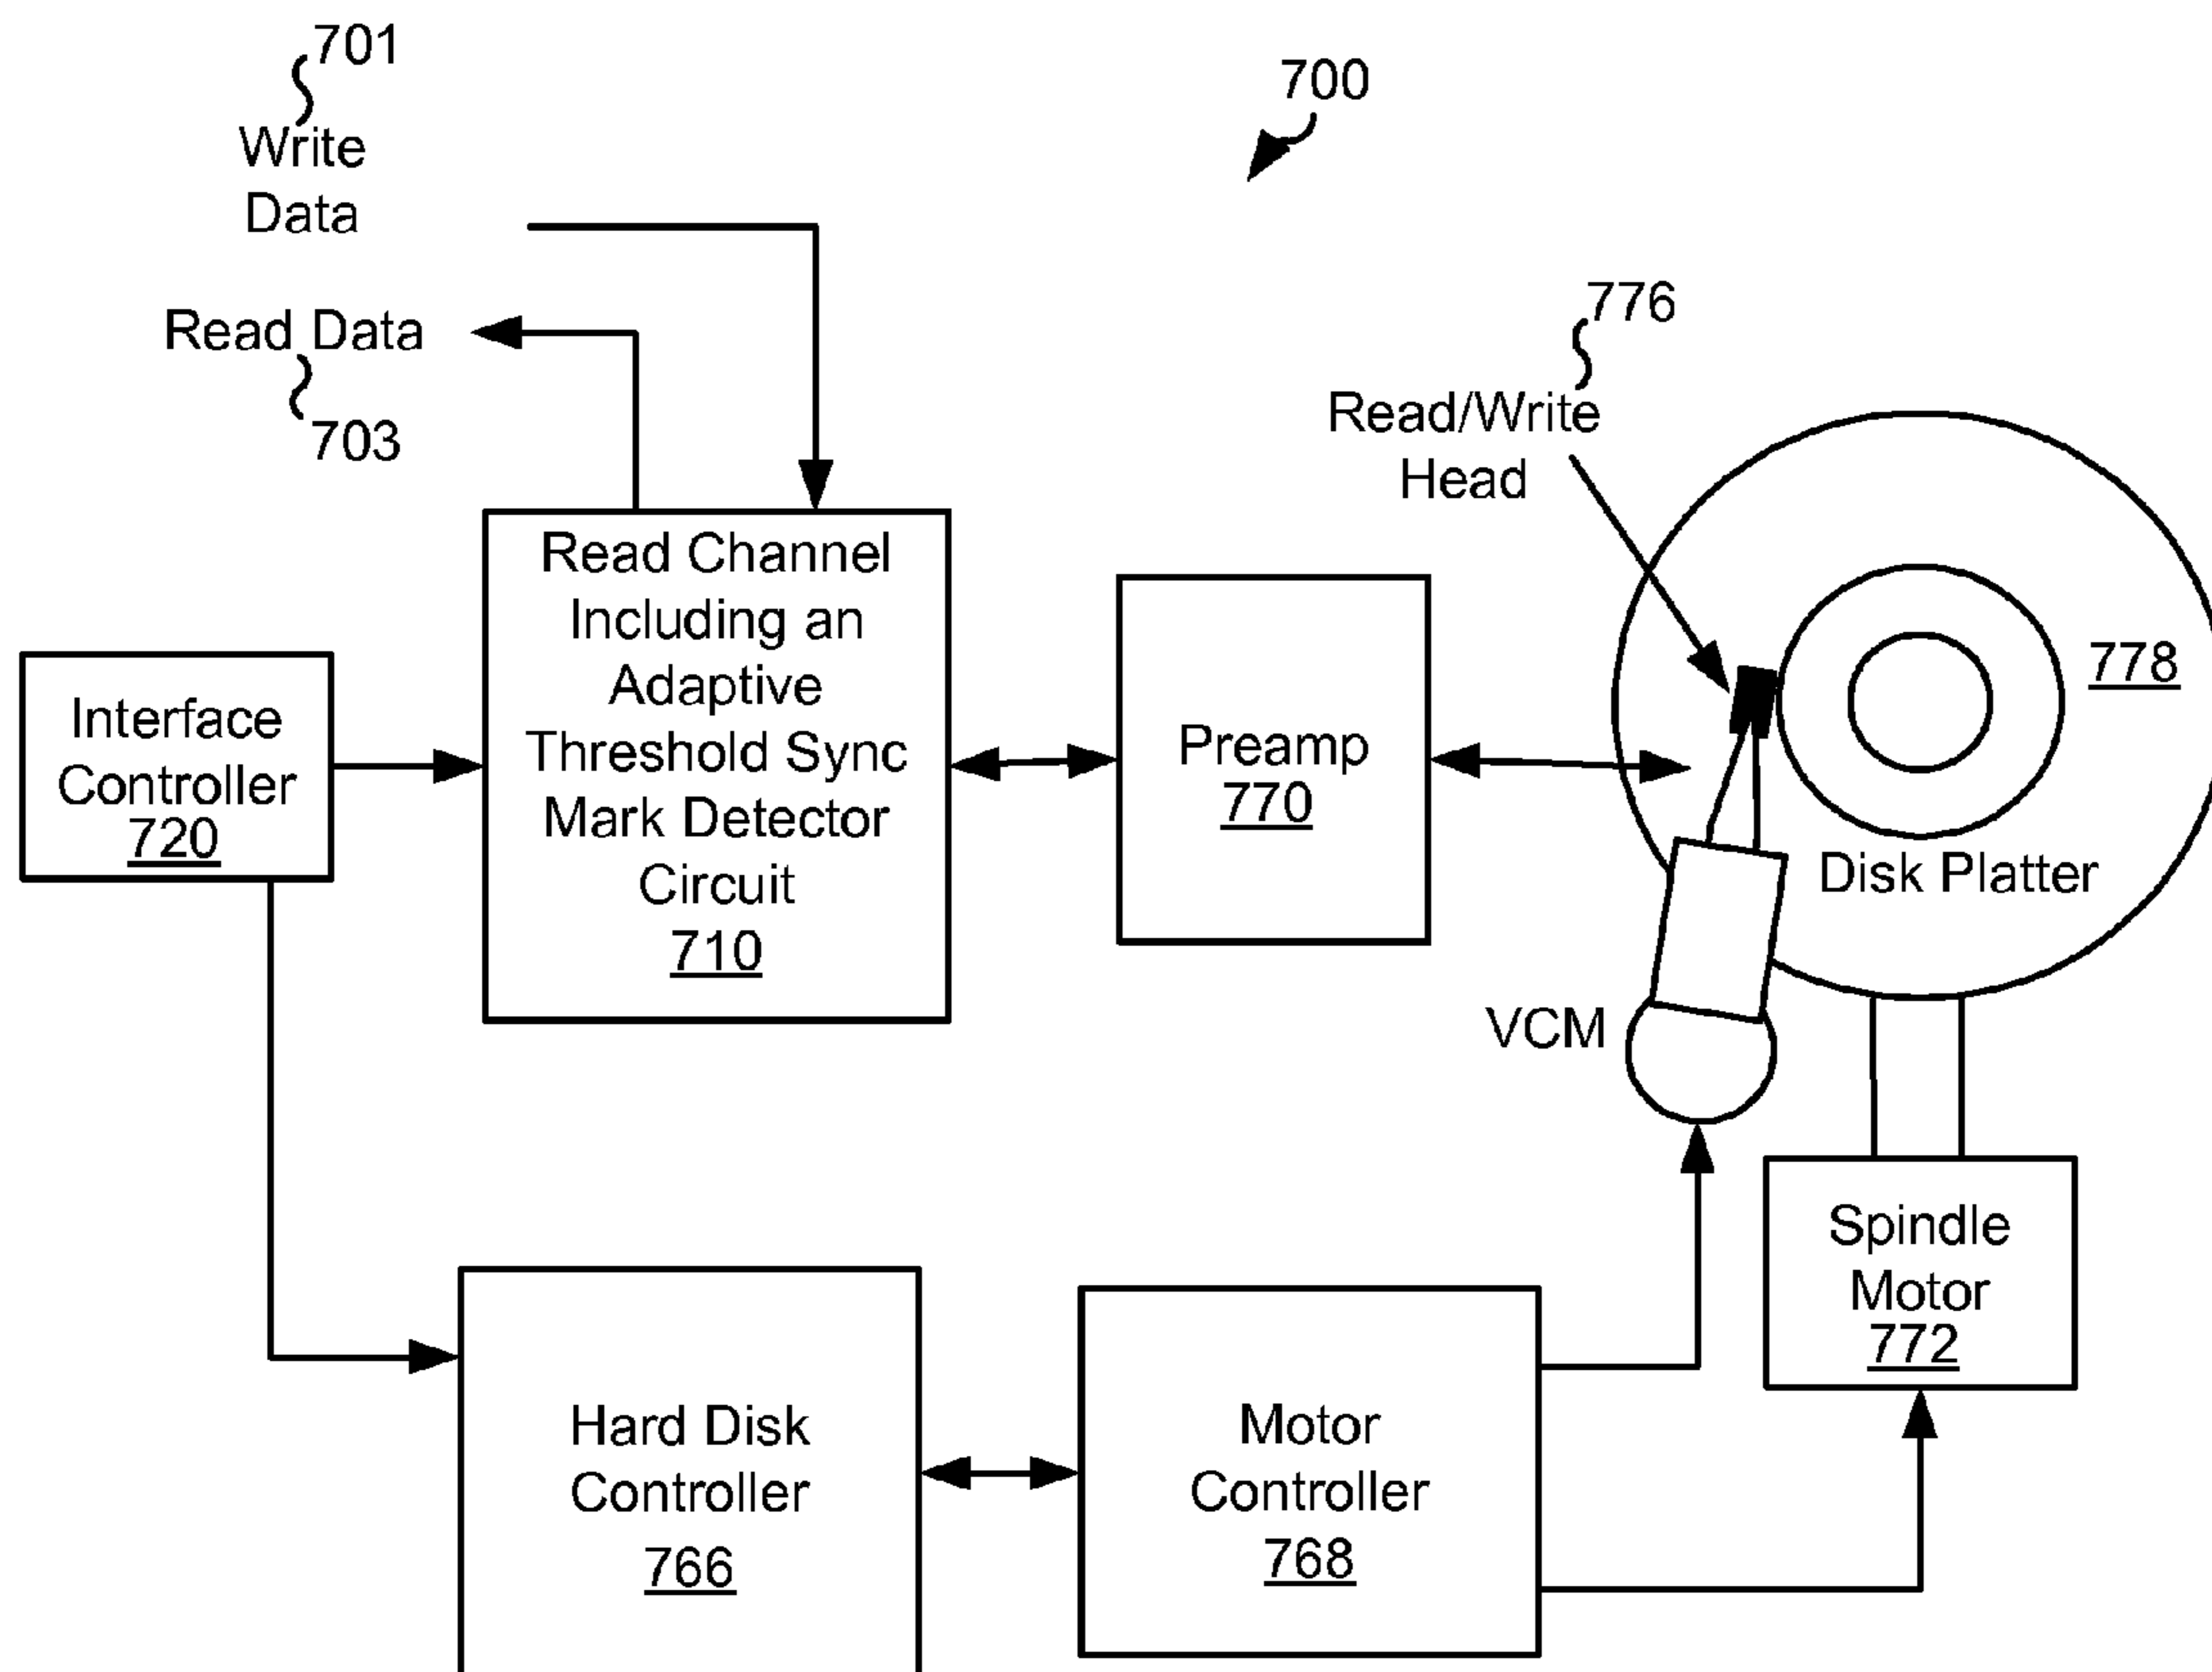 701
Write
Data
700
Read Data
703
776
Read/Write
Head
Read Channel
Including an
Adaptive
Threshold Sync
Mark Detector
Circuit
710
Interface
Controller
720
Preamp
770
778
Disk Platter
VCM
Spindle
Motor
772
Hard Disk
Controller
766
Motor
Controller
768